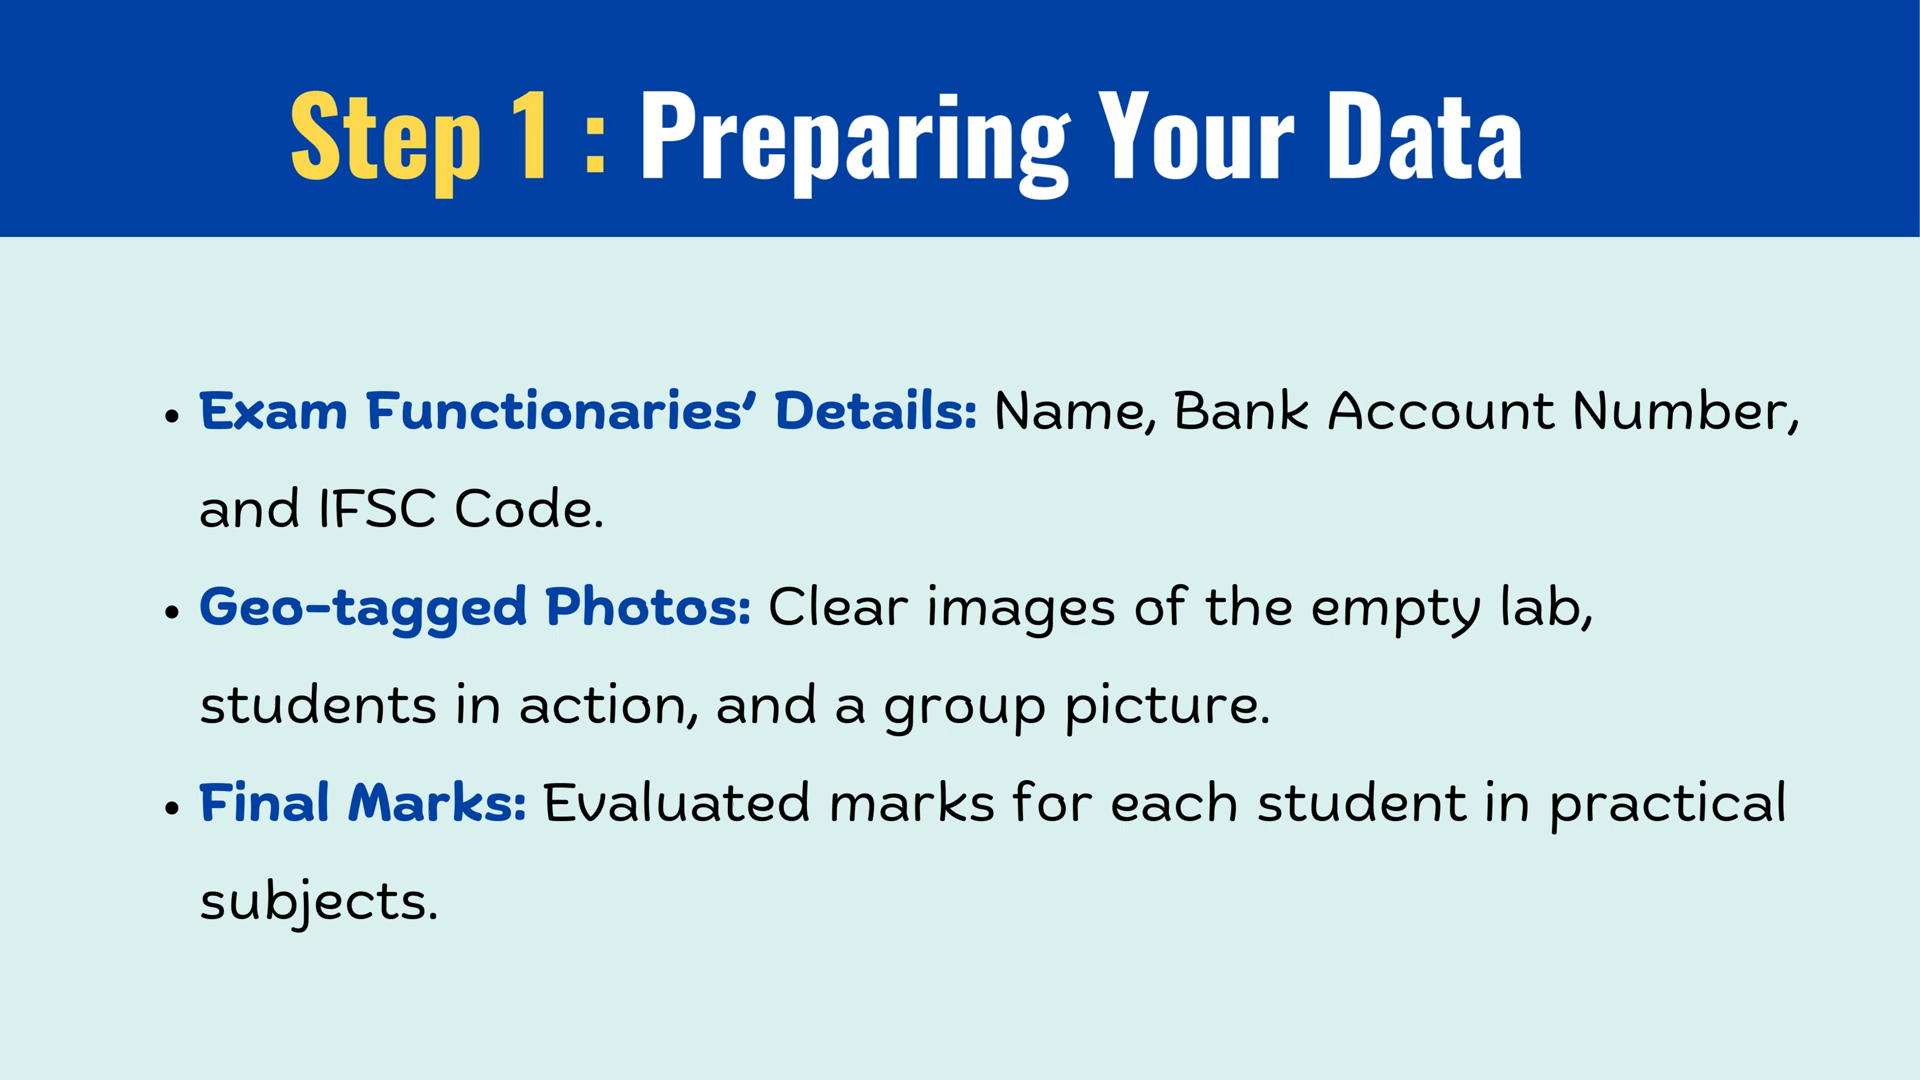 Step 1 : Preparing Your Data
• Exam Functionaries’ Details: Name, Bank Account Number,
and IFSC Code.
• Geo-tagged Photos: Clear images of the empty lab,
students in action, and a group picture.
• Final Marks: Evaluated marks for each student in practical
subjects.